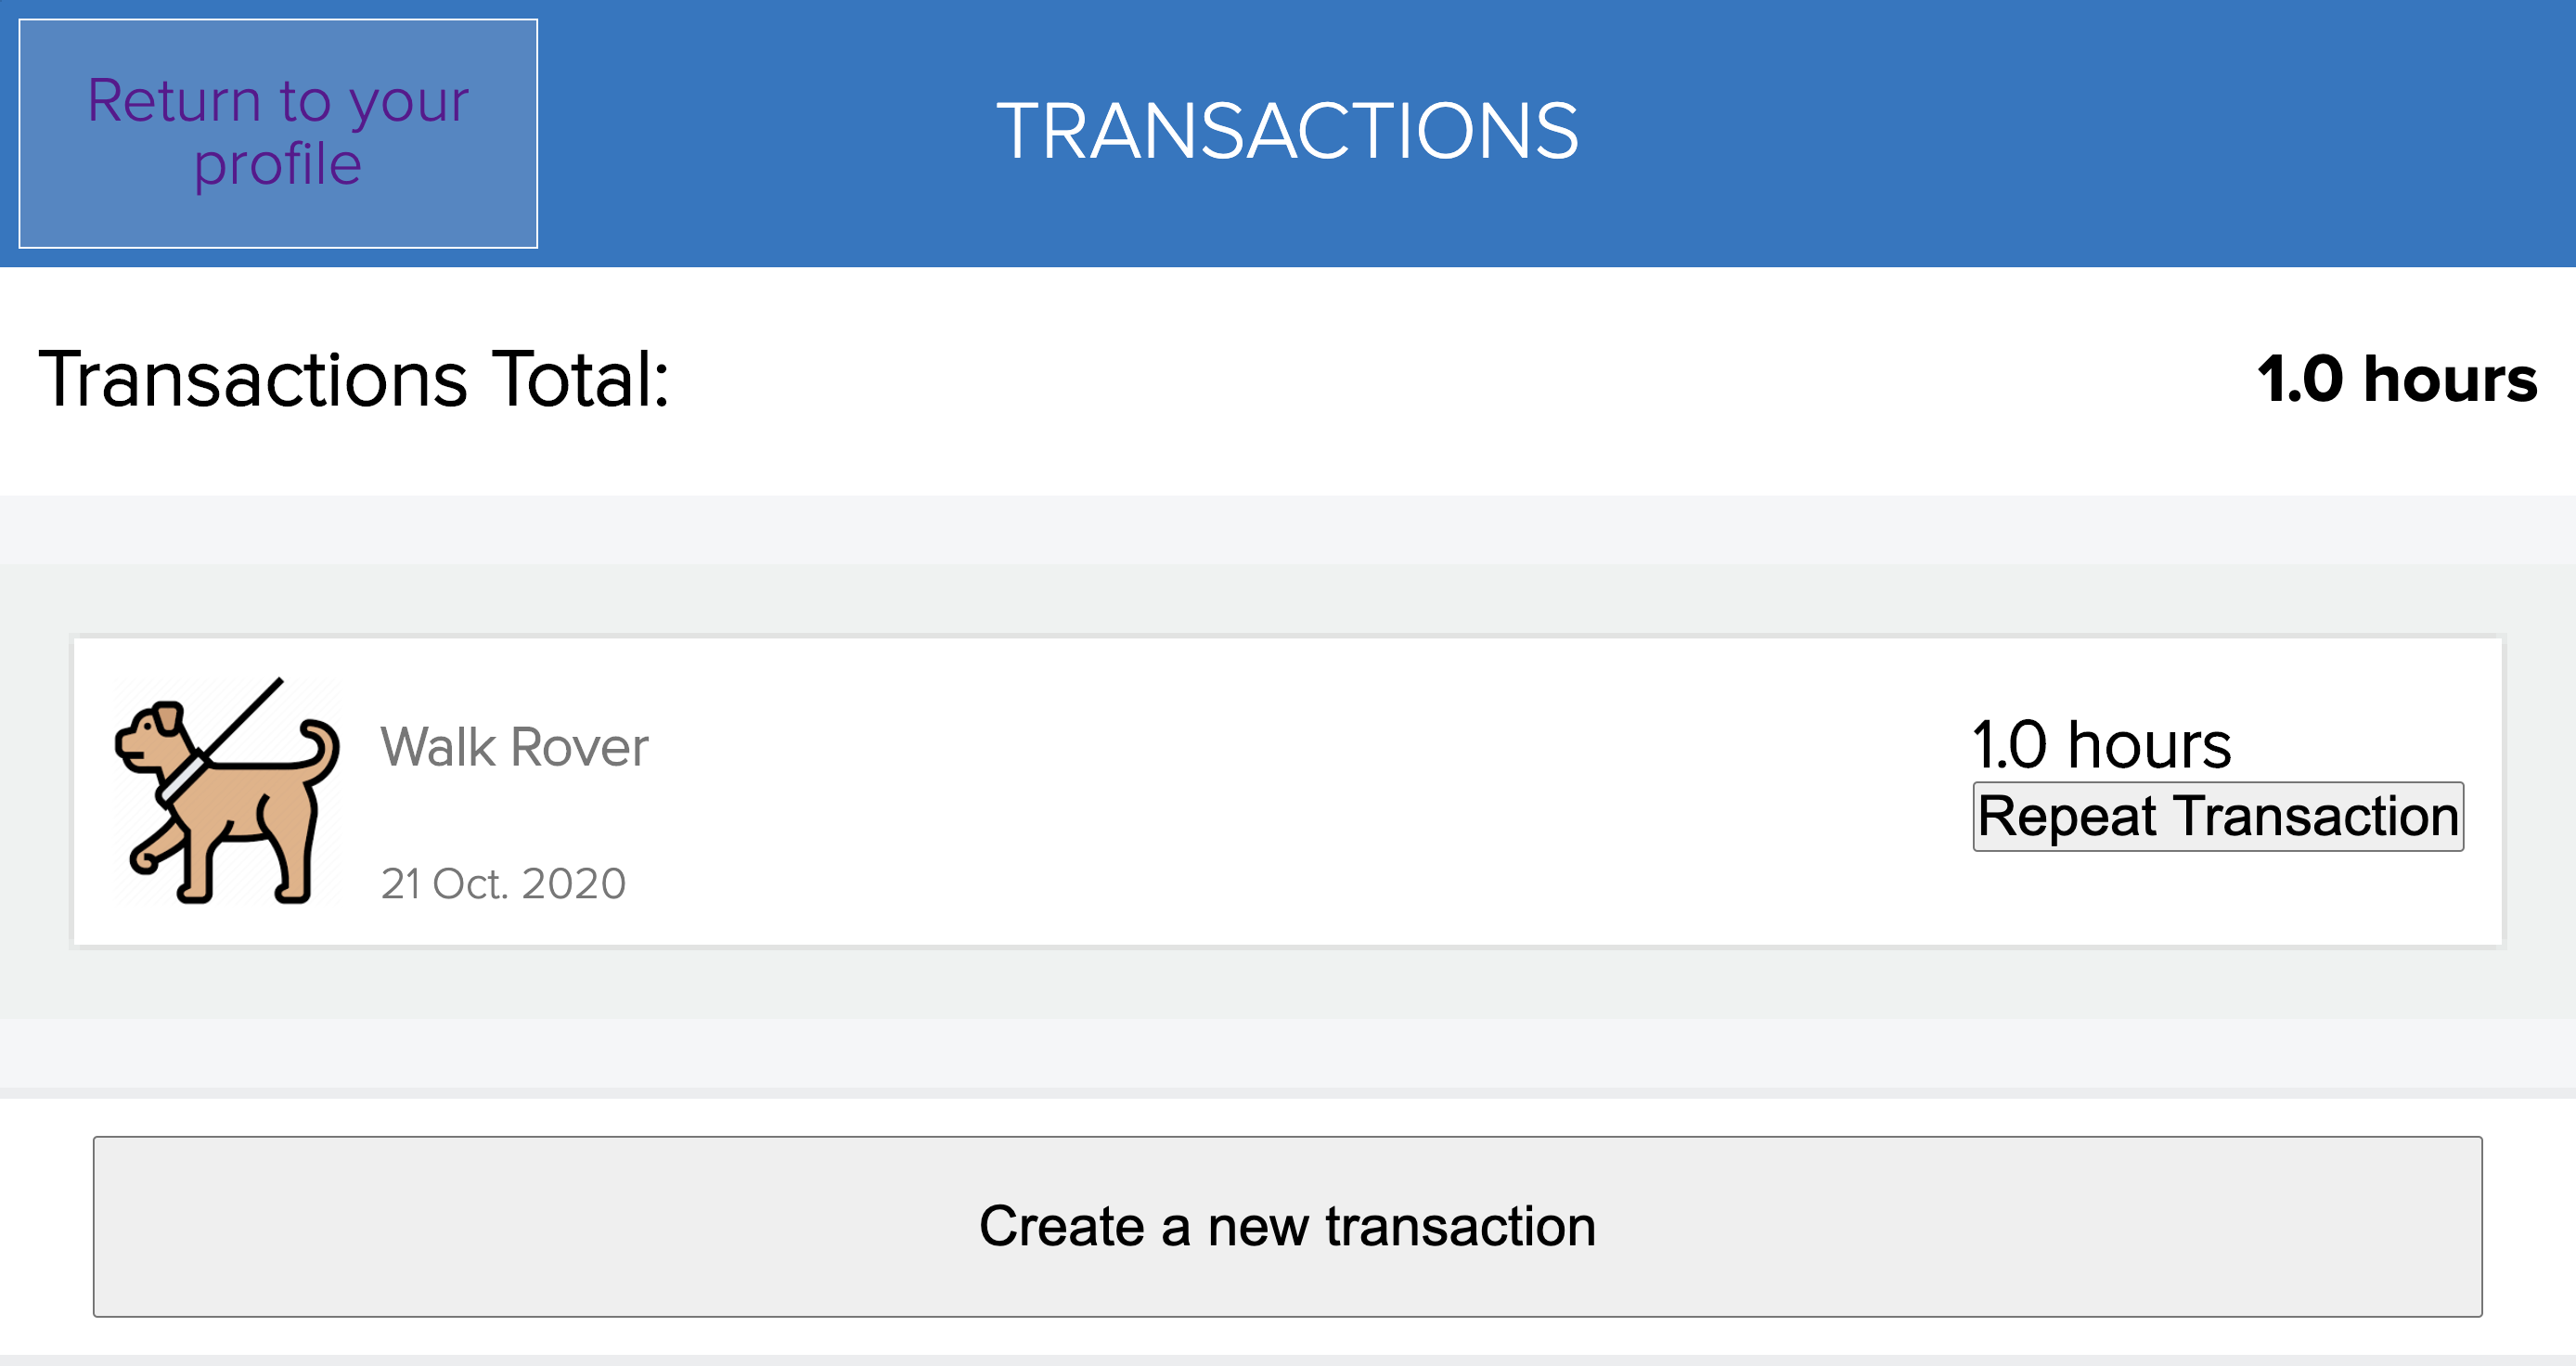 Return to your
profile
TRANSACTIONS
Transactions Total:
1.0 hours
Walk Rover
21 Oct. 2020
1.0 hours
Repeat Transaction
Create a new transaction